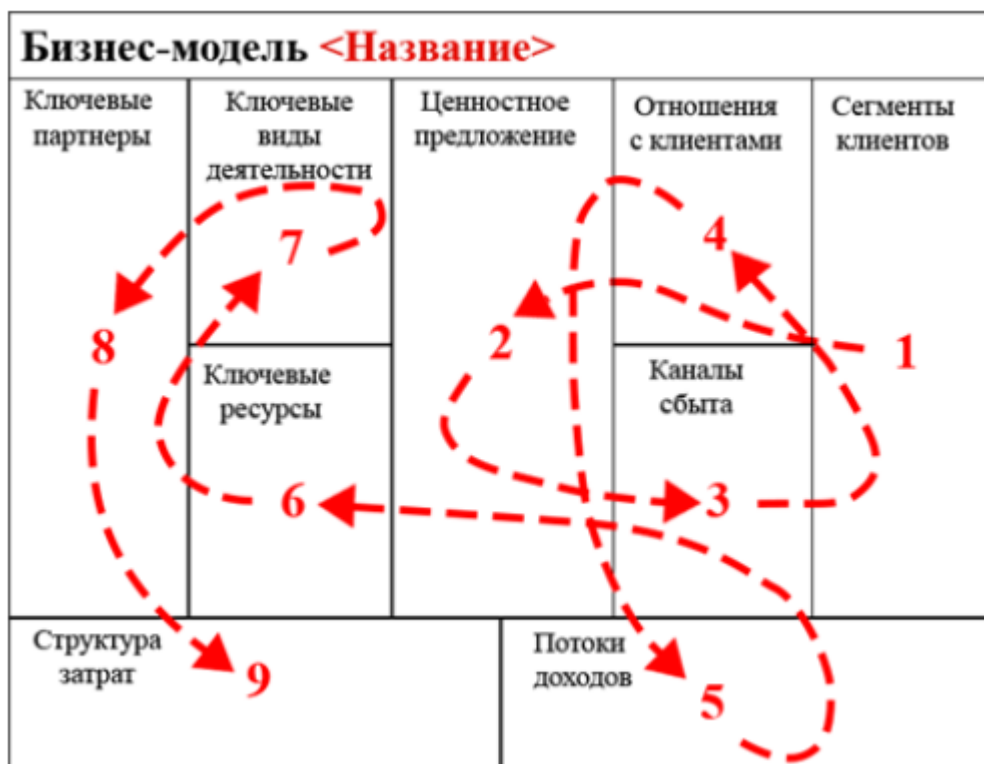 Бизнес-модель <Название>
Ключевые
партнеры
Ключевые
виды
деятельности
Ценностное
предложение
Отношения
с клиентами
Сегменты
клиентов
4
7
2
1
8
Ключевые
ресурсы
Каналы
сбыта
6
3
Структура
затрат
9
Потоки
доходов
5